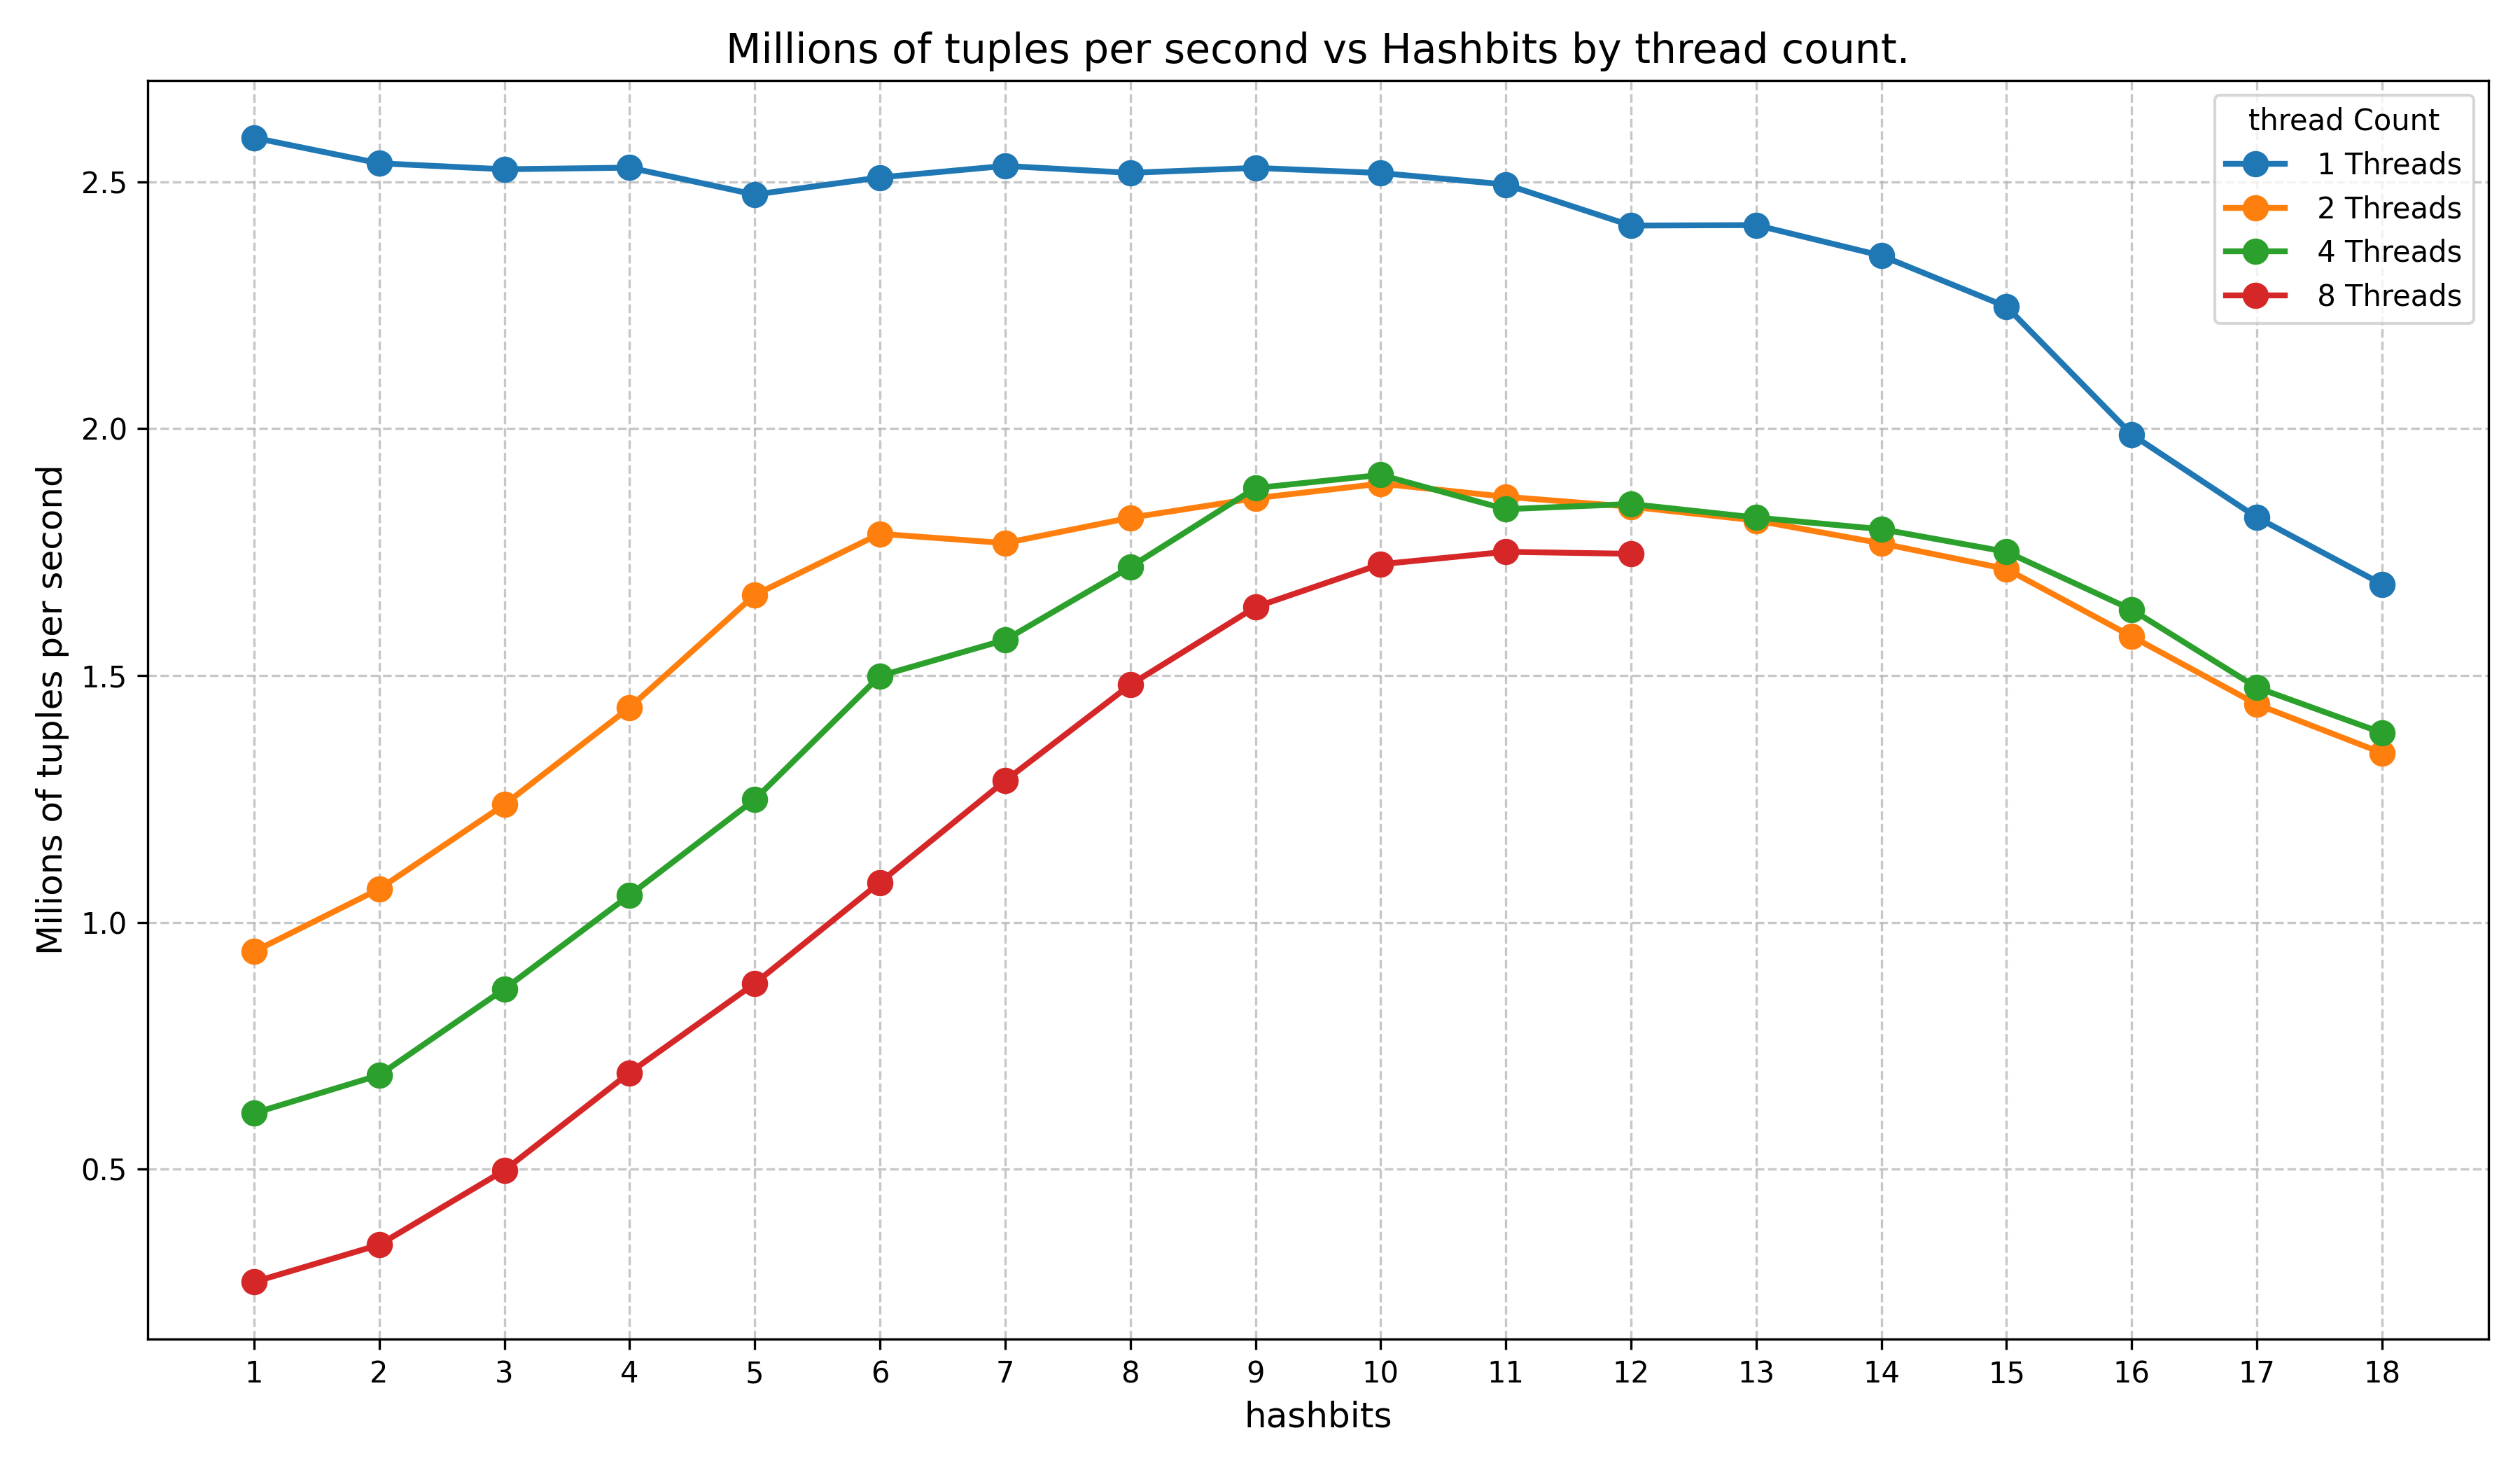 Millions of tuples per second vs Hashbits by thread count.
thread Count
1 Threads
2 Threads
4 Threads
8 Threads
Millions of tuples per second
2.5
2.0
1.5
1.0
0.5
1 2 3 4 5 6 7 8 9 10 11 12 13 14 15 16 17 18
hashbits